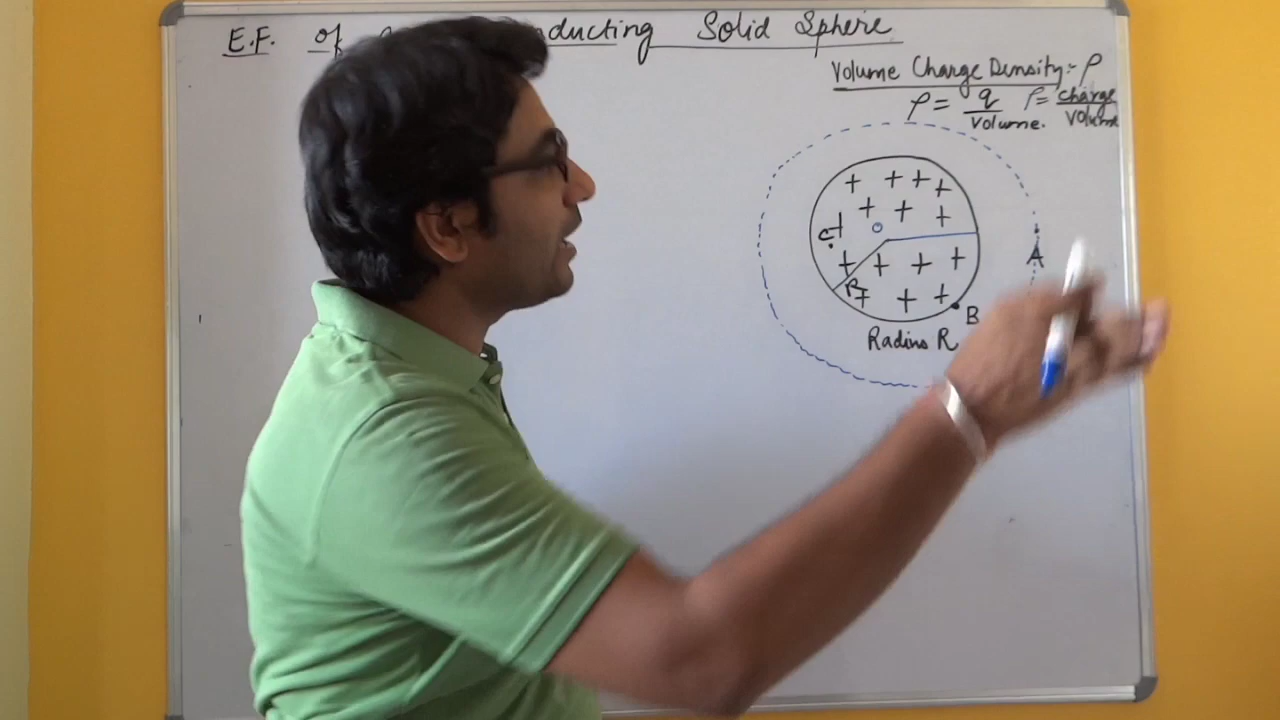 E.F. of nducting Solid Sphere
Volume Charge Density:- ρ
ρ = q/Volume. ρ = charge/Volume
+ + + +
+ + +
C + O
A
+ + + +
R + + +
B
Radius R